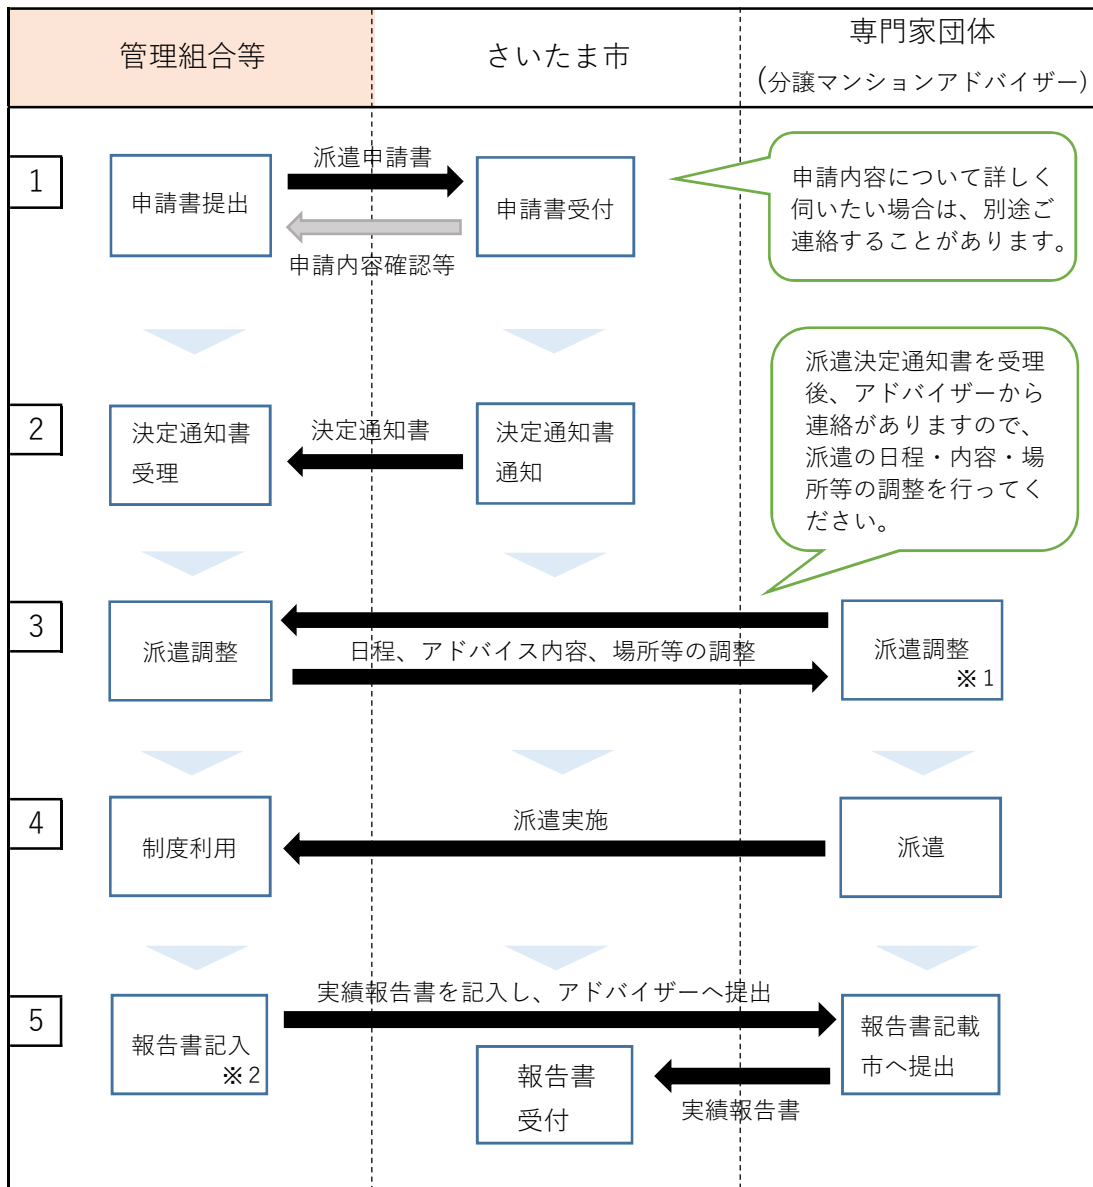 管理組合等
さいたま市
専門家団体
(分譲マンションアドバイザー)
1
申請書提出
派遣申請書
申請内容確認等
申請書受付
申請内容について詳しく
伺いたい場合は、別途ご
連絡することがあります。
2
決定通知書
受理
決定通知書
決定通知書
通知
派遣決定通知書を受理
後、アドバイザーから
連絡がありますので、
派遣の日程・内容・場
所等の調整を行ってく
ださい。
3
派遣調整
日程、アドバイス内容、場所等の調整
派遣調整
※1
4
制度利用
派遣実施
派遣
5
報告書記入
※2
実績報告書を記入し、アドバイザーへ提出
報告書記載
市へ提出
報告書
受付
実績報告書